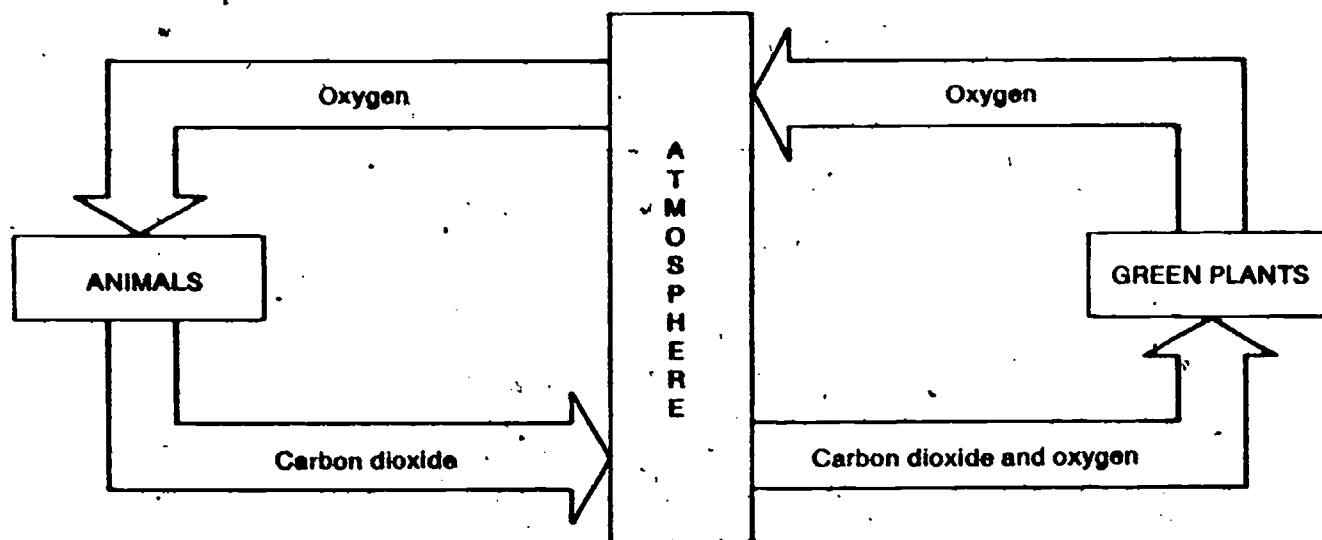 Oxygen
Oxygen
ATMOSPHERE
ANIMALS
GREEN PLANTS
Carbon dioxide
Carbon dioxide and oxygen